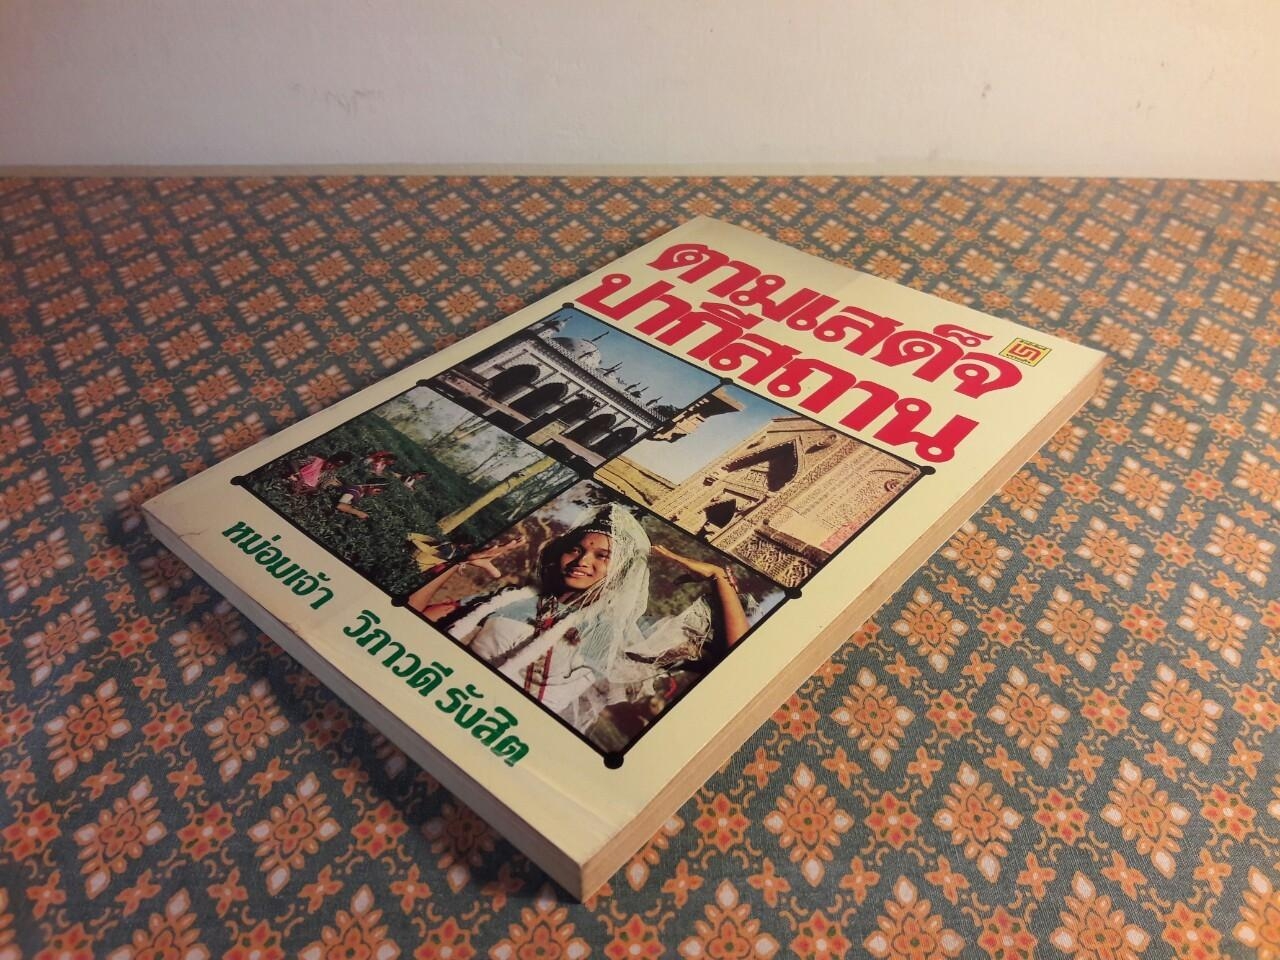 ตามเสด็จ
ปากีสถาน
หม่อมเจ้า วิภาวดี รังสิต